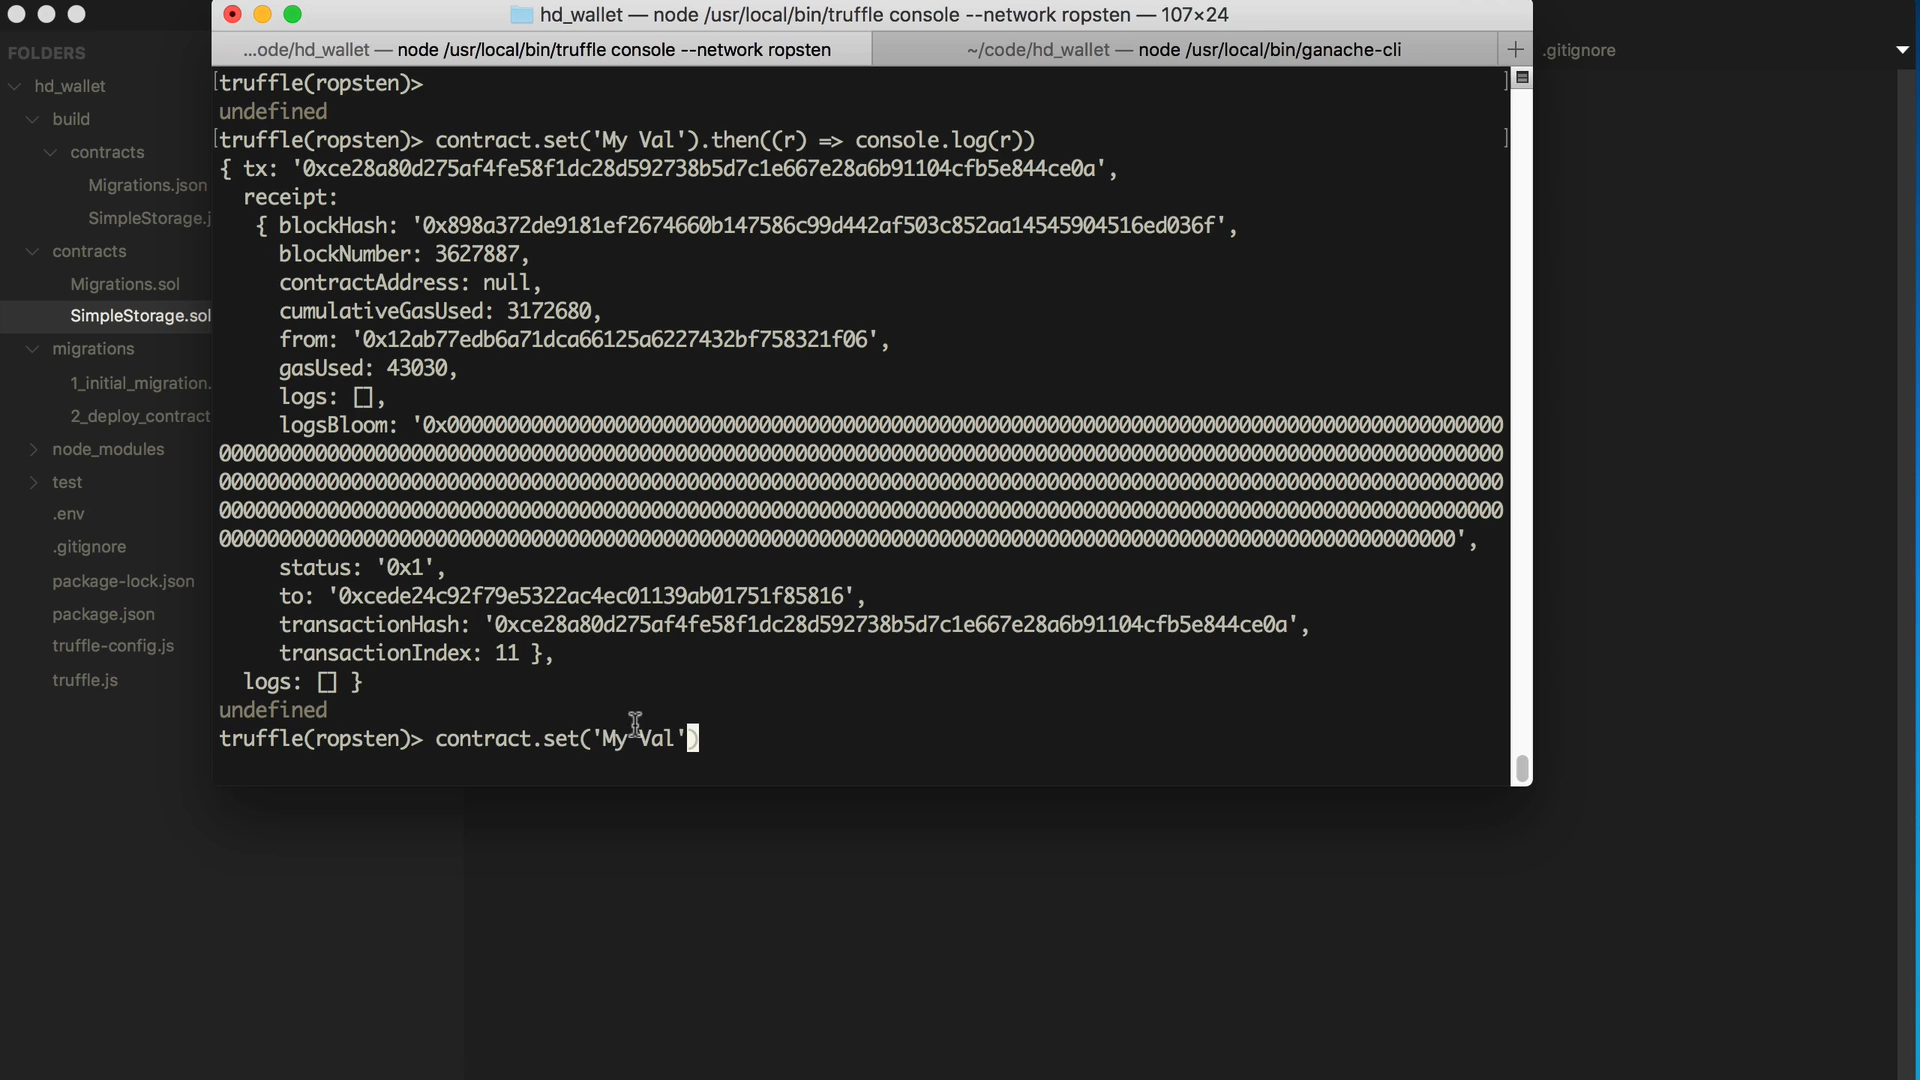 hd_wallet — node /usr/local/bin/truffle console --network ropsten — 107×24
...ode/hd_wallet — node /usr/local/bin/truffle console --network ropsten
~/code/hd_wallet — node /usr/local/bin/ganache-cli
+
.gitignore
FOLDERS
hd_wallet
build
contracts
Migrations.json
SimpleStorage.j
contracts
Migrations.sol
SimpleStorage.sol
migrations
1_initial_migration.
2_deploy_contract
node_modules
test
.env
.gitignore
package-lock.json
package.json
truffle-config.js
truffle.js
[truffle(ropsten)> ]
undefined
[truffle(ropsten)> contract.set('My Val').then((r) => console.log(r)) ]
{ tx: '0xce28a80d275af4fe58f1dc28d592738b5d7c1e667e28a6b91104cfb5e844ce0a',
receipt:
{ blockHash: '0x898a372de9181ef2674660b147586c99d442af503c852aa14545904516ed036f',
blockNumber: 3627887,
contractAddress: null,
cumulativeGasUsed: 3172680,
from: '0x12ab77edb6a71dca66125a6227432bf758321f06',
gasUsed: 43030,
logs: [],
logsBloom: '0x0000000000000000000000000000000000000000000000000000000000000000000000000000000000000000
00000000000000000000000000000000000000000000000000000000000000000000000000000000000000000000000000000000000
00000000000000000000000000000000000000000000000000000000000000000000000000000000000000000000000000000000000
00000000000000000000000000000000000000000000000000000000000000000000000000000000000000000000000000000000000
0000000000000000000000000000000000000000000000000000000000000000000000000000000000000000000000000000000',
status: '0x1',
to: '0xcede24c92f79e5322ac4ec01139ab01751f85816',
transactionHash: '0xce28a80d275af4fe58f1dc28d592738b5d7c1e667e28a6b91104cfb5e844ce0a',
transactionIndex: 11 },
logs: [] }
undefined
truffle(ropsten)> contract.set('My Val')